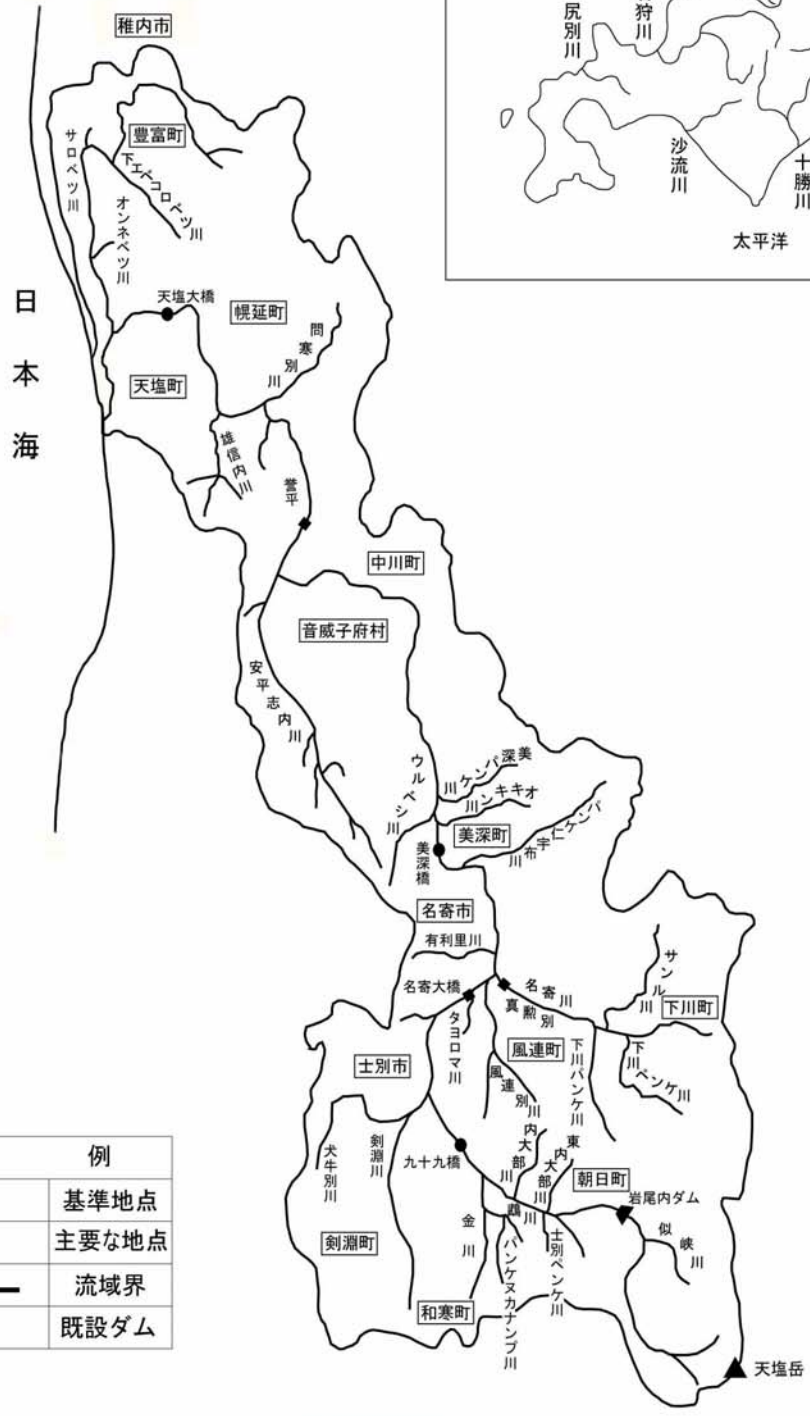 稚内市
尻別川
狩川
沙流川
十勝川
太平洋
豊富町
サロベツ川
下エベコロベツ川
オンネベツ川
天塩大橋
幌延町
問寒別川
日本海
天塩町
雄信内川
誉平
中川町
音威子府村
安平志内川
ウルベシ川
美深パンケ川
オキキンケ川
パンケ仁宇布川
美深町
美深橋
名寄市
有利里川
名寄大橋
名寄川
真勲別
サンル川
下川町
タヨロマ川
風連町
風連別川
下川パンケ川
下川ペンケ川
士別市
犬牛別川
剣淵川
九十九橋
内大部川
東内大部川
朝日町
岩尾内ダム
似峡川
剣淵町
金川
鵡川
パンケヌカナンプ川
士別ペンケ川
和寒町
天塩岳
例
基準地点
主要な地点
流域界
既設ダム